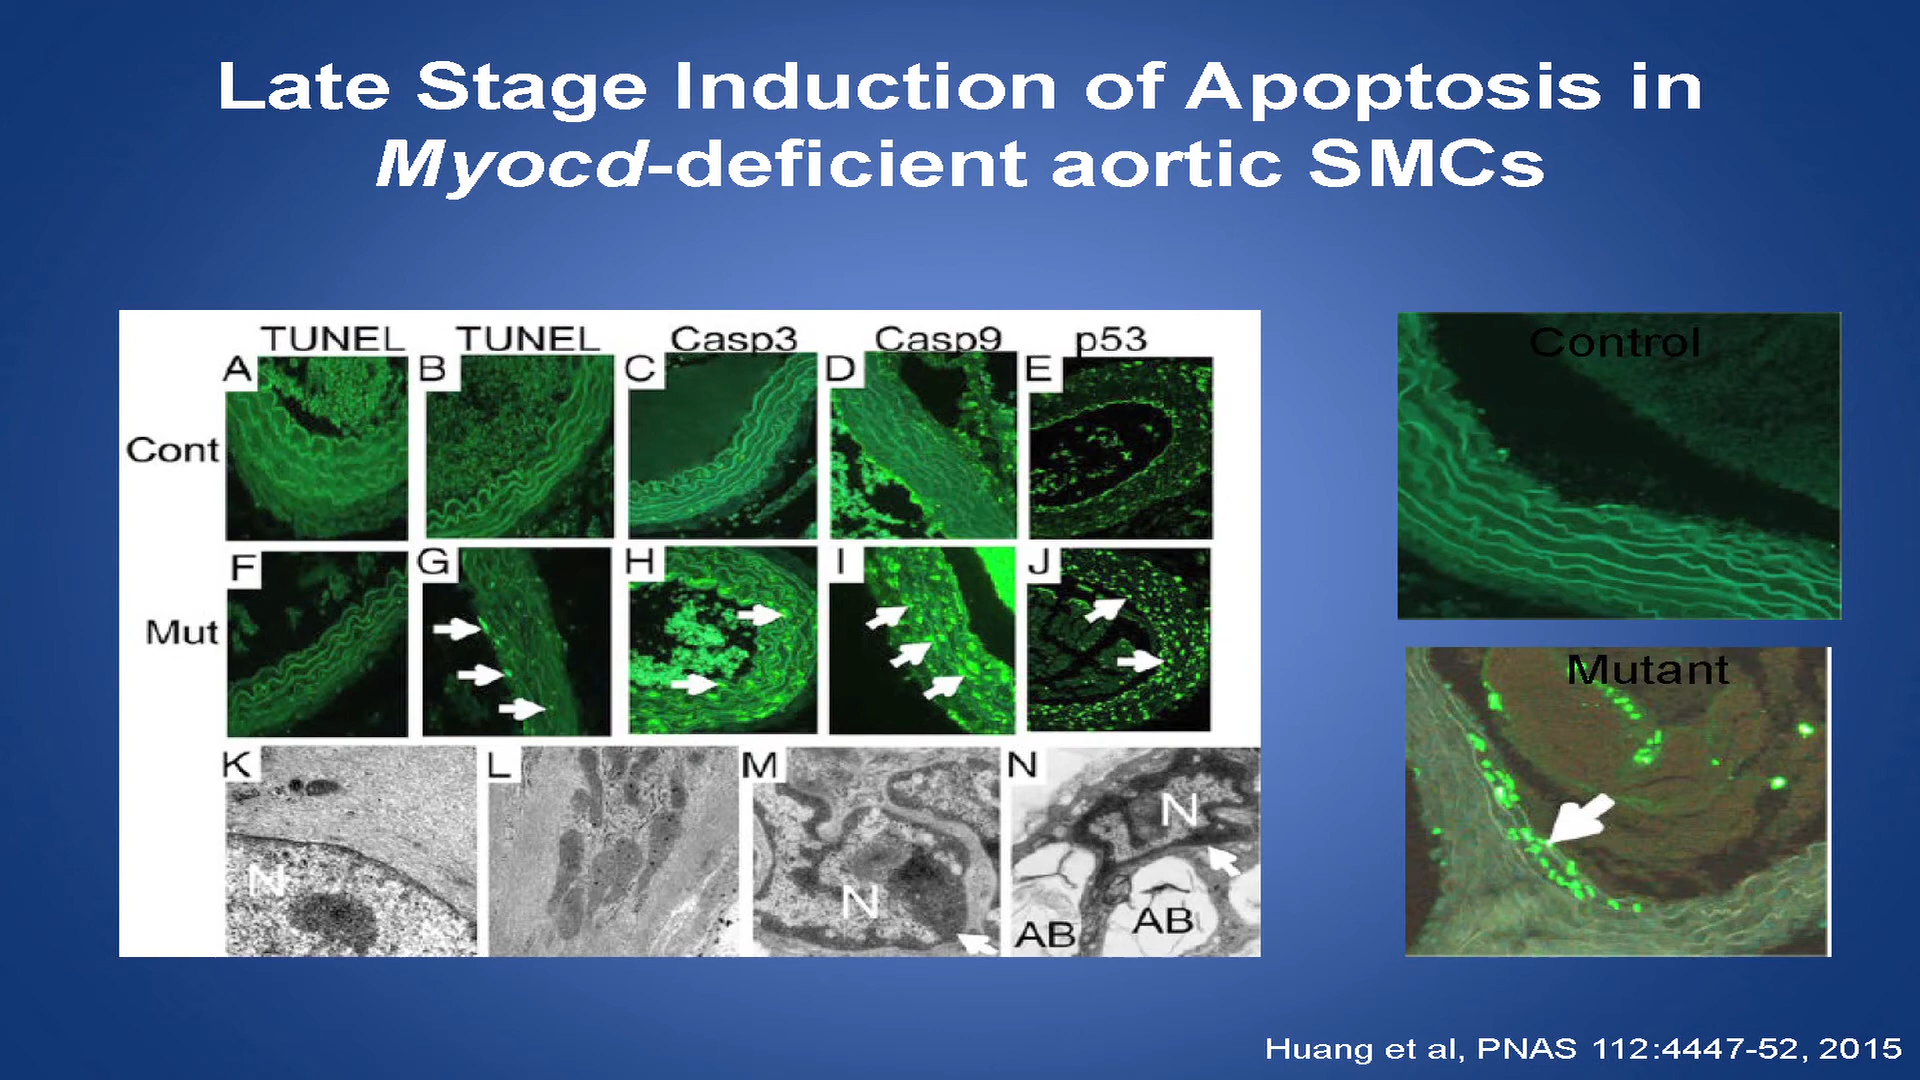 Late Stage Induction of Apoptosis in
Myocd-deficient aortic SMCs
TUNEL TUNEL Casp3 Casp9 p53
A B C D E
Cont
F G H I J
Mut
K L M N
N N N
AB AB
Control
Mutant
Huang et al, PNAS 112:4447-52, 2015